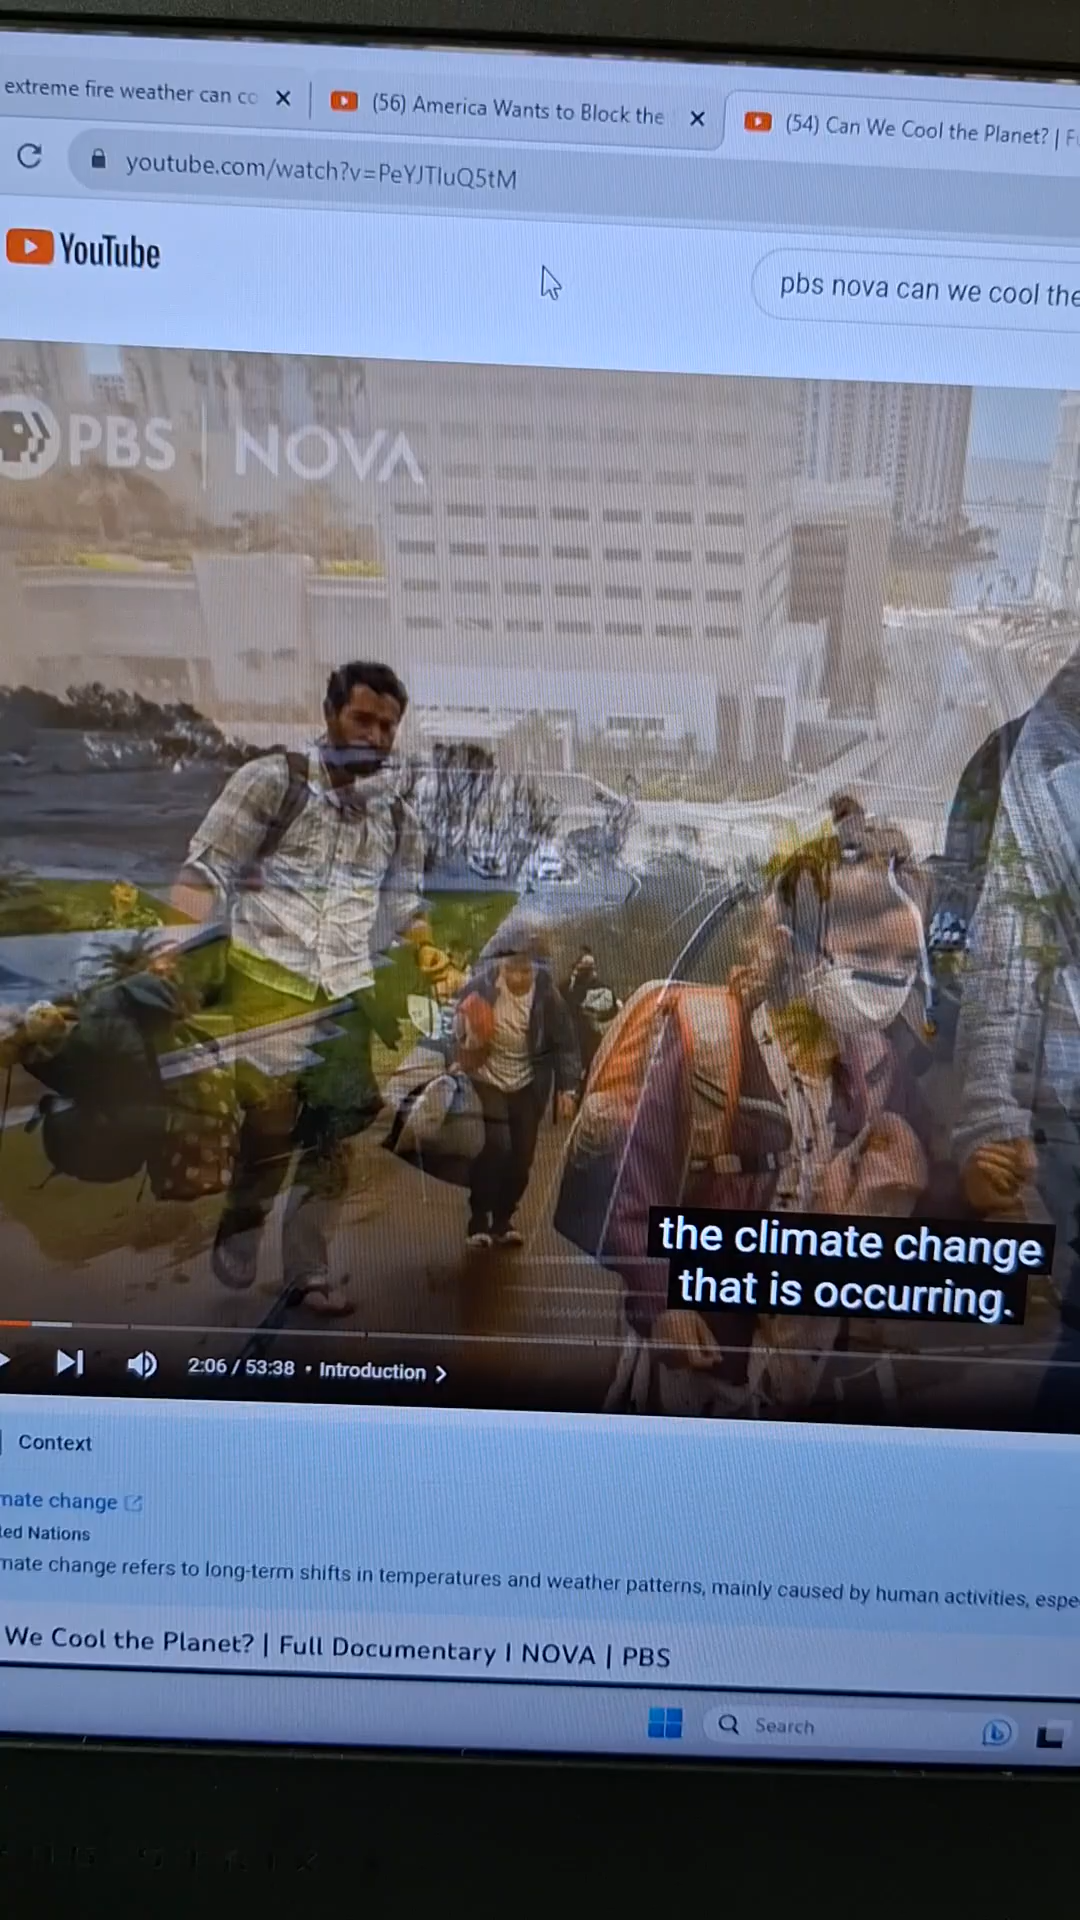 extreme fire weather can co
(56) America Wants to Block the
(54) Can We Cool the Planet? | F
youtube.com/watch?v=PeYJTIuQ5tM
YouTube
pbs nova can we cool the
PBS | NOVA
the climate change
that is occurring.
2:06 / 53:38 • Introduction >
Context
mate change
ted Nations
mate change refers to long-term shifts in temperatures and weather patterns, mainly caused by human activities, espe
We Cool the Planet? | Full Documentary I NOVA | PBS
Search